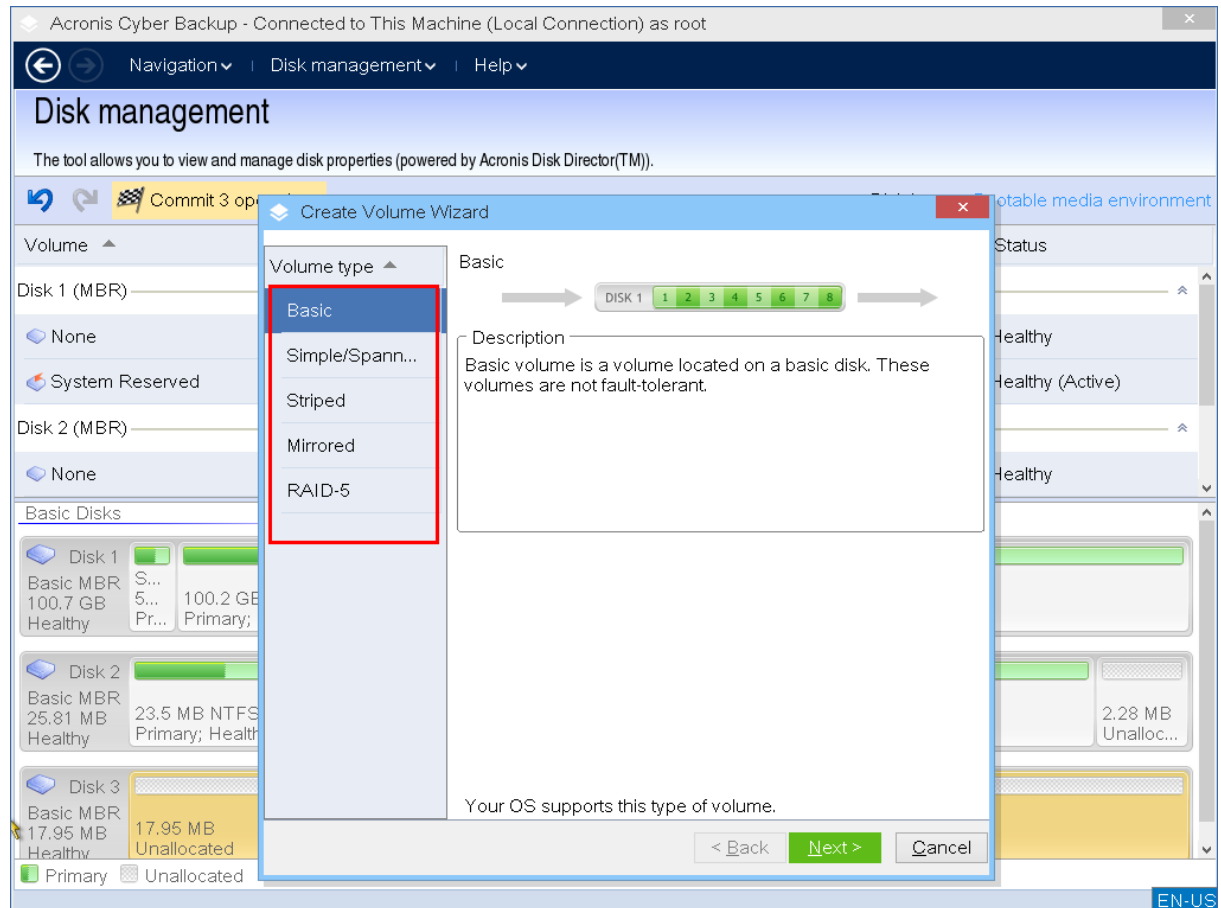 Acronis Cyber Backup - Connected to This Machine (Local Connection) as root
Navigation Disk management Help
Disk management
The tool allows you to view and manage disk properties (powered by Acronis Disk Director(TM)).
Commit 3 otable media environment
Volume Status
Disk 1 (MBR)
None Healthy
System Reserved Healthy (Active)
Disk 2 (MBR)
None Healthy
Create Volume Wizard
Volume type
Basic
Simple/Spann...
Striped
Mirrored
RAID-5
Basic
DISK 1 1 2 3 4 5 6 7 8
Description
Basic volume is a volume located on a basic disk. These
volumes are not fault-tolerant.
Your OS supports this type of volume.
< Back Next > Cancel
Basic Disks
Disk 1
Basic MBR
100.7 GB
Healthy
S...
5...
Pr...
100.2 GB
Primary;
Disk 2
Basic MBR
25.81 MB
Healthy
23.5 MB NTFS
Primary; Health
2.28 MB
Unalloc...
Disk 3
Basic MBR
17.95 MB
Healthy
17.95 MB
Unallocated
Primary Unallocated
EN-US